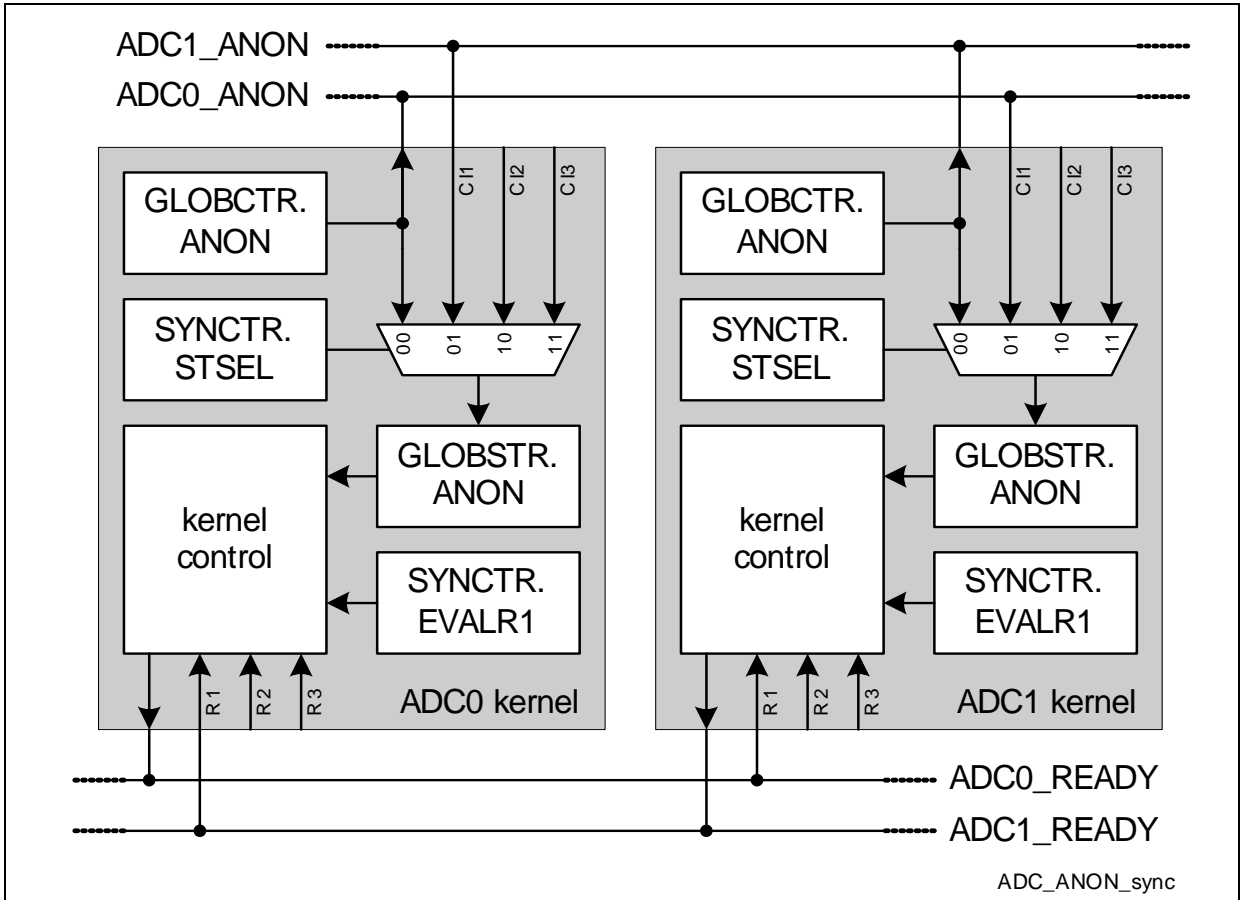 ADC1_ANON
ADC0_ANON
GLOBCTR.
ANON
CI1
CI2
CI3
SYNCTR.
STSEL
00
01
10
11
kernel
control
GLOBSTR.
ANON
SYNCTR.
EVALR1
R1
R2
R3
ADC0 kernel
GLOBCTR.
ANON
CI1
CI2
CI3
SYNCTR.
STSEL
00
01
10
11
kernel
control
GLOBSTR.
ANON
SYNCTR.
EVALR1
R1
R2
R3
ADC1 kernel
ADC0_READY
ADC1_READY
ADC_ANON_sync